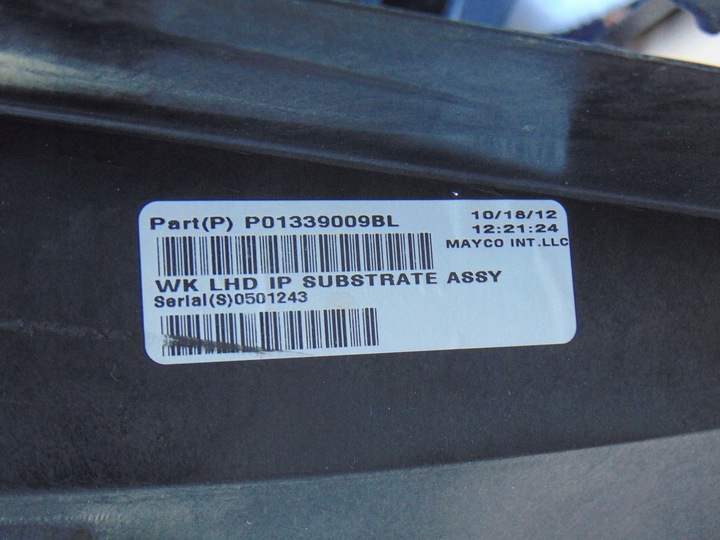 Part(P) P01339009BL
10/18/12
12:21:24
MAYCO INT.LLC
WK LHD IP SUBSTRATE ASSY
Serial(S)0501243